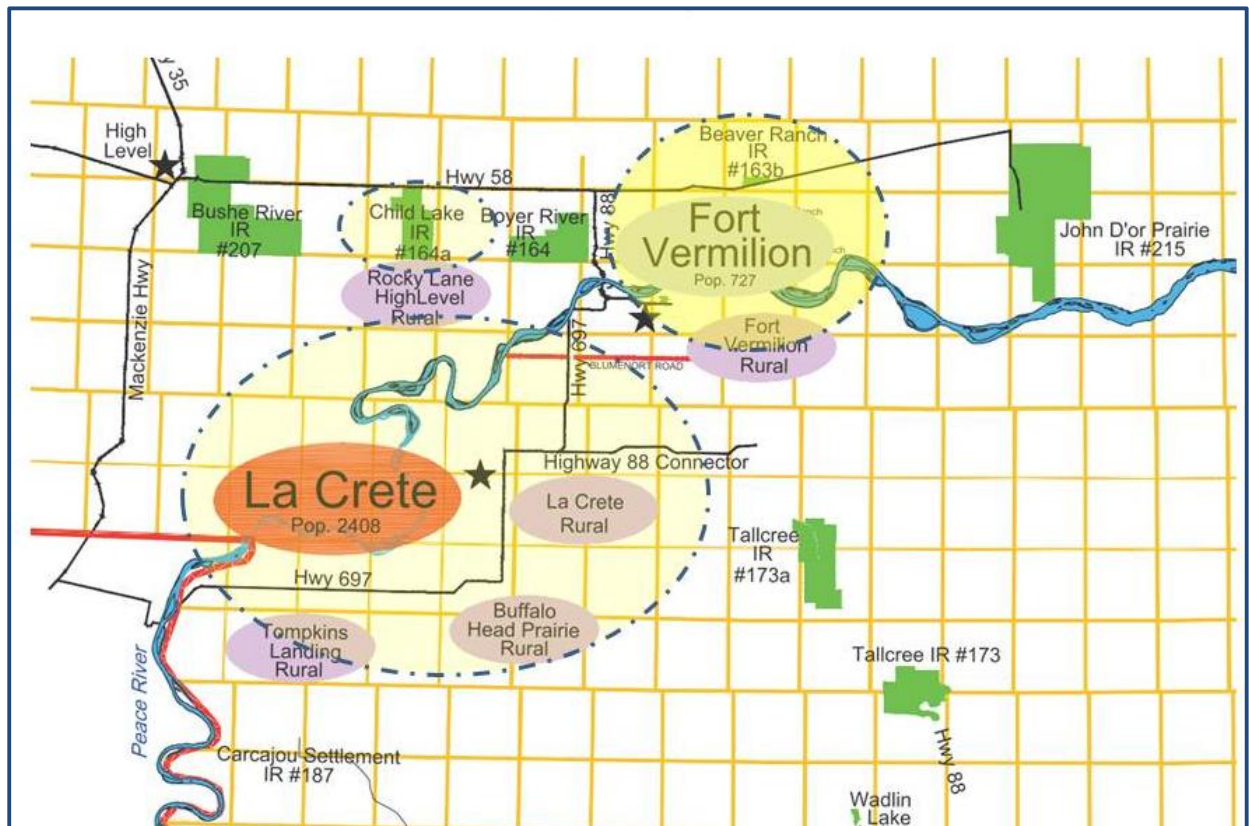 y 35
High
Level
Beaver Ranch
IR
#163b
Hwy 58
Bushe River
IR
#207
Child Lake
IR
#164a
Boyer River
IR
#164
Hwy 88
Fort
Vermilion
Pop. 727
John D'or Prairie
IR #215
Rocky Lane
HighLevel
Rural
Mackenzie Hwy
Fort
Vermilion
Rural
BLUMENORT ROAD
Hwy 697
Highway 88 Connector
La Crete
Pop. 2408
La Crete
Rural
Tallcree
IR
#173a
Hwy 697
Buffalo
Head Prairie
Rural
Tompkins
Landing
Rural
Tallcree IR #173
Peace River
Carcajou Settlement
IR #187
Hwy 88
Wadlin
Lake